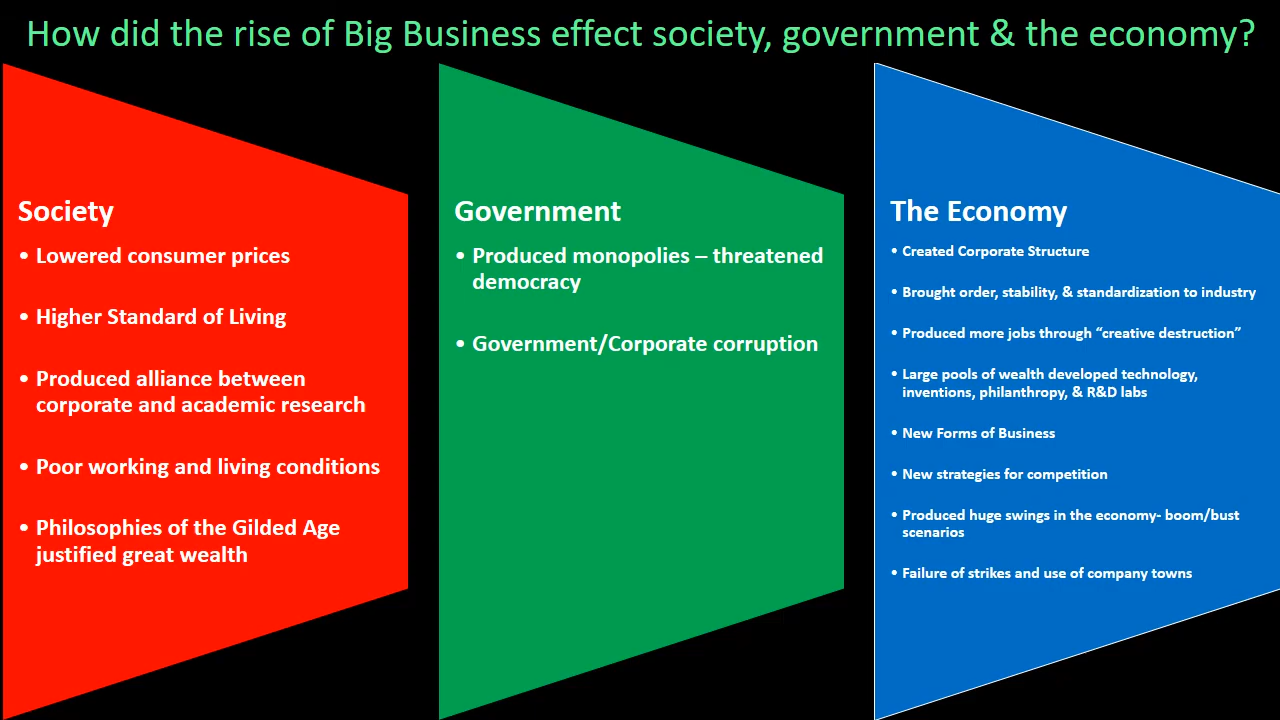 How did the rise of Big Business effect society, government & the economy?
Society
• Lowered consumer prices
• Higher Standard of Living
• Produced alliance between
corporate and academic research
• Poor working and living conditions
• Philosophies of the Gilded Age
justified great wealth
Government
• Produced monopolies – threatened
democracy
• Government/Corporate corruption
The Economy
• Created Corporate Structure
• Brought order, stability, & standardization to industry
• Produced more jobs through “creative destruction”
• Large pools of wealth developed technology,
inventions, philanthropy, & R&D labs
• New Forms of Business
• New strategies for competition
• Produced huge swings in the economy- boom/bust
scenarios
• Failure of strikes and use of company towns